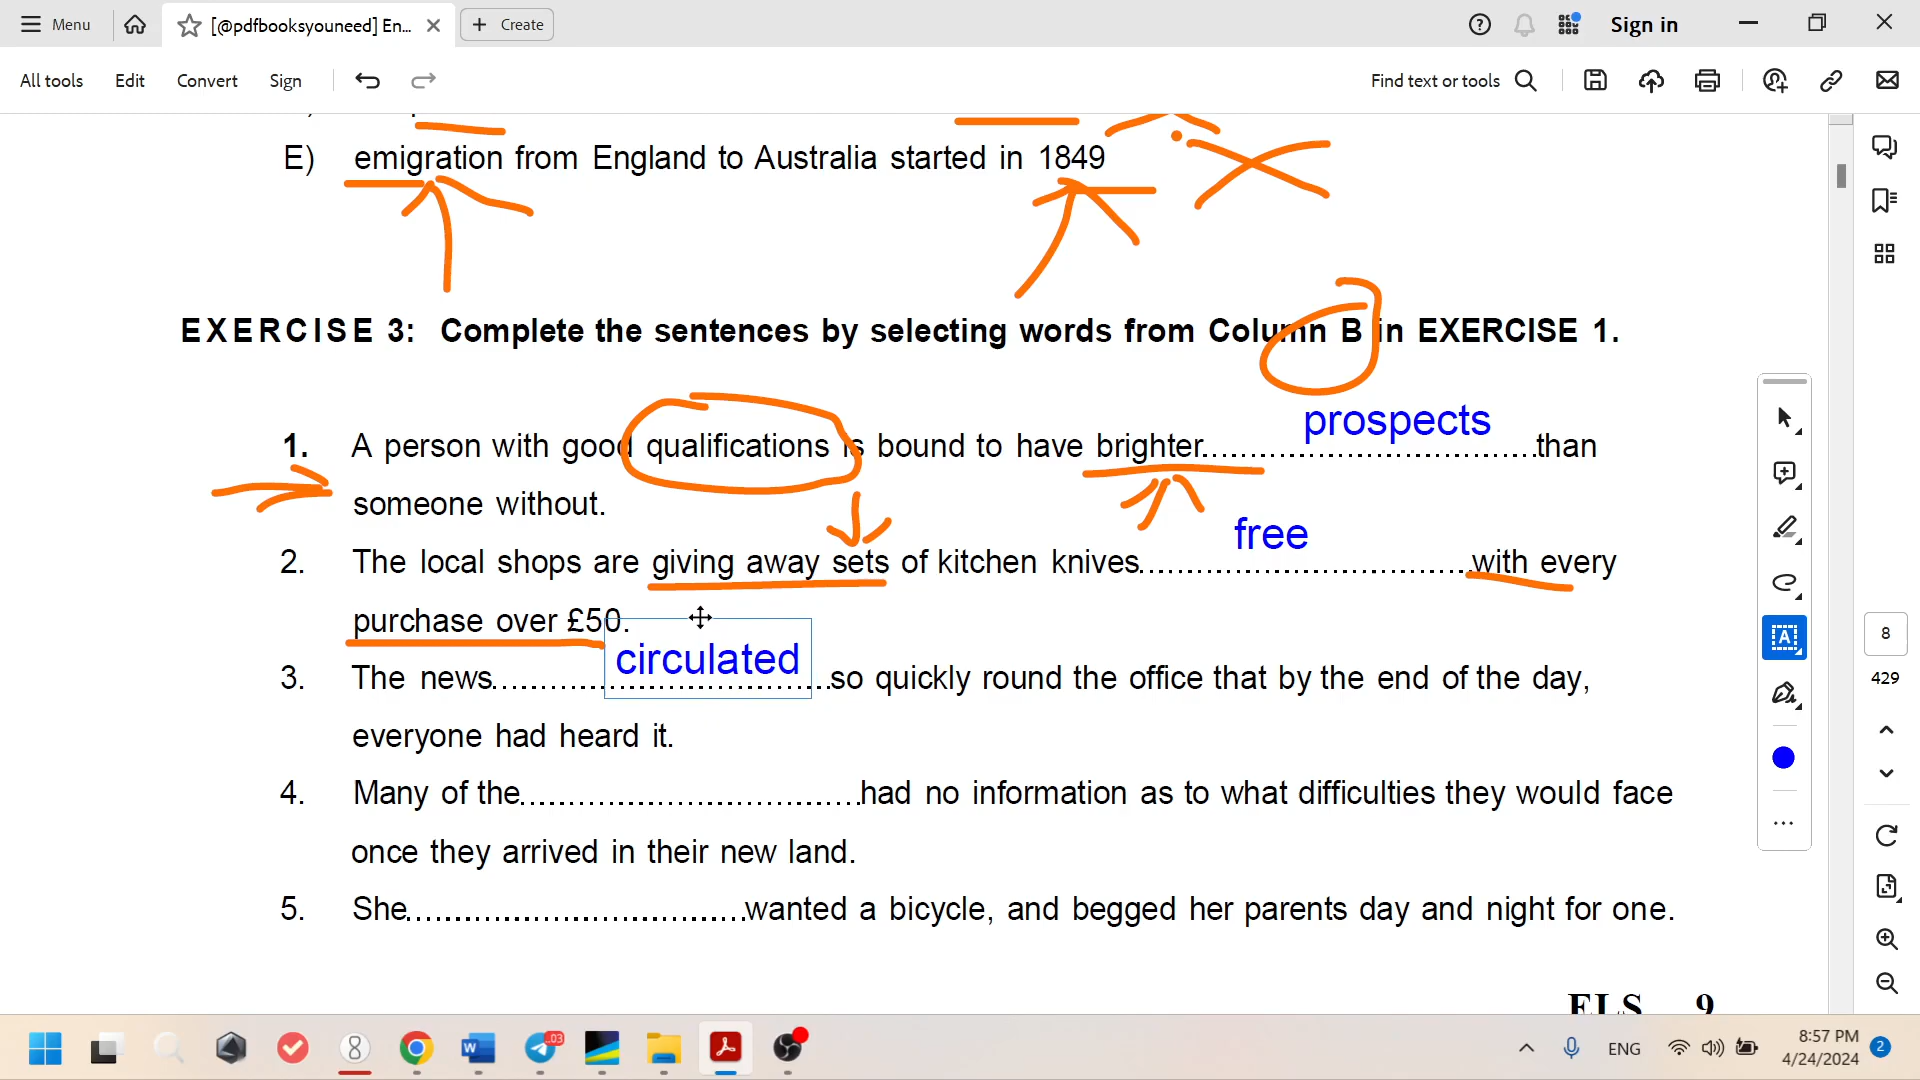 Menu
[@pdfbooksyouneed] En...
Create
Sign in
All tools
Edit
Convert
Sign
Find text or tools
E) emigration from England to Australia started in 1849
EXERCISE 3: Complete the sentences by selecting words from Column B in EXERCISE 1.
prospects
1. A person with good qualifications is bound to have brighter........................................than
someone without.
free
2. The local shops are giving away sets of kitchen knives........................................with every
purchase over £50.
circulated
3. The news........................................so quickly round the office that by the end of the day,
everyone had heard it.
4. Many of the........................................had no information as to what difficulties they would face
once they arrived in their new land.
5. She........................................wanted a bicycle, and begged her parents day and night for one.
ELS 9
8
429
ENG
8:57 PM
4/24/2024
2